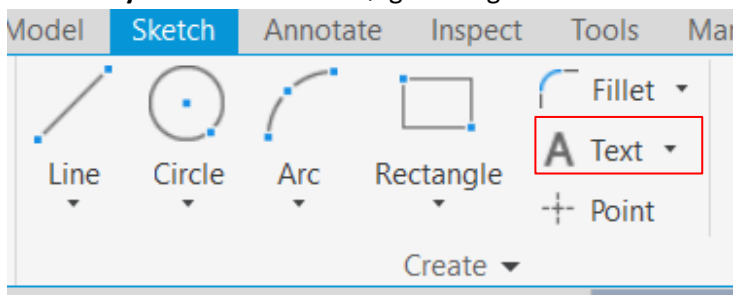 Model Sketch Annotate Inspect Tools
Fillet
A Text
Line Circle Arc Rectangle
Point
Create